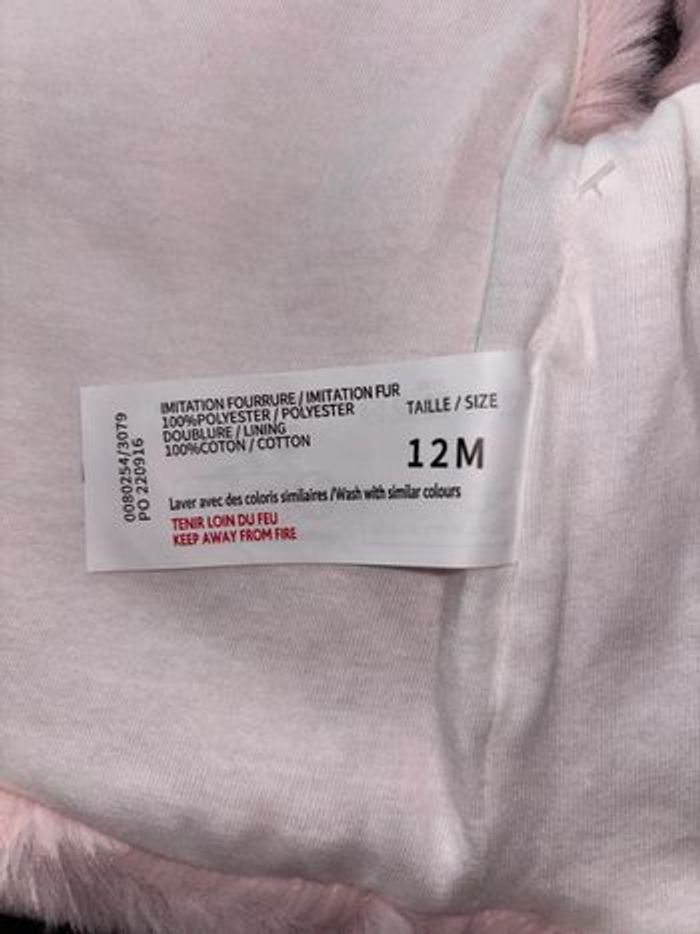 0080254/3079
PO 220916
IMITATION FOURRURE / IMITATION FUR
100%POLYESTER / POLYESTER
DOUBLURE / LINING
100%COTON / COTTON
TAILLE / SIZE
12M
Laver avec des coloris similaires /Wash with similar colours
TENIR LOIN DU FEU
KEEP AWAY FROM FIRE